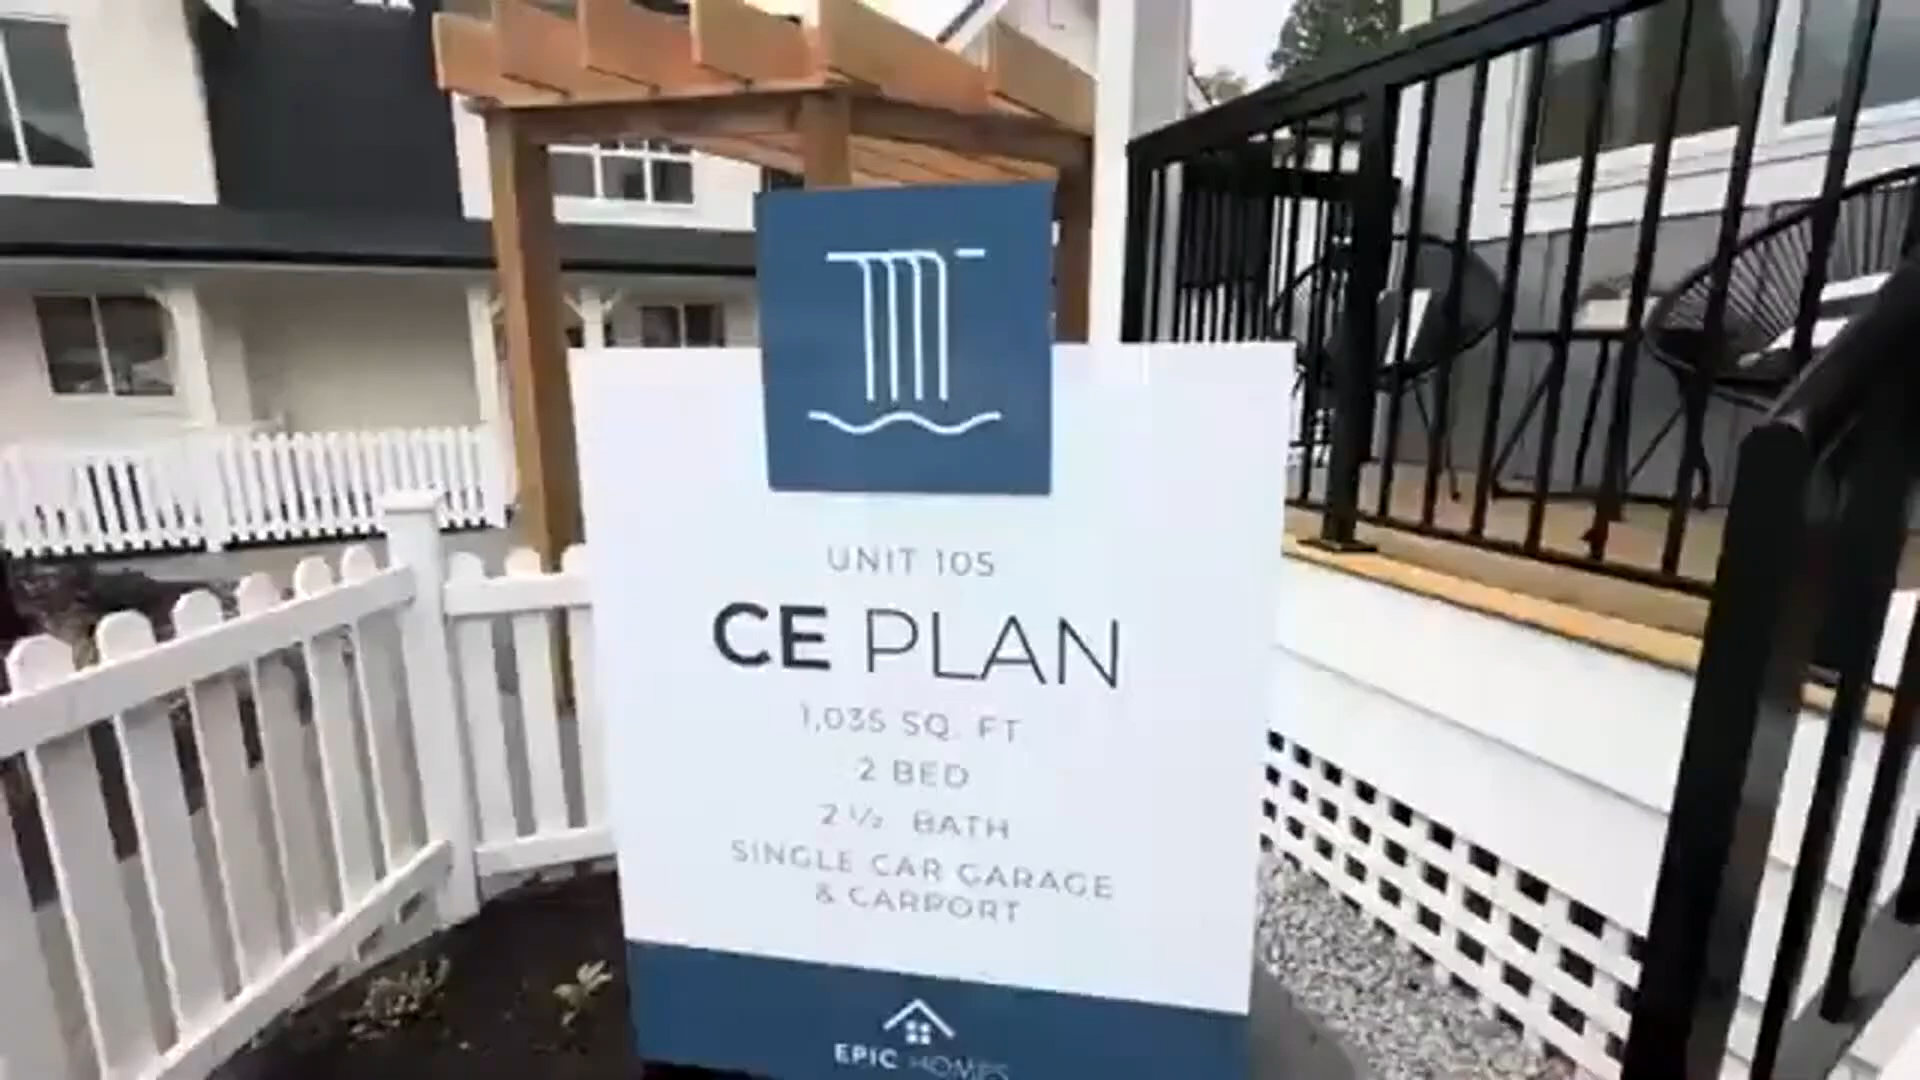 UNIT 105
CE PLAN
1,035 SQ. FT.
2 BED
2 ½ BATH
SINGLE CAR GARAGE
& CARPORT
EPIC HOMES